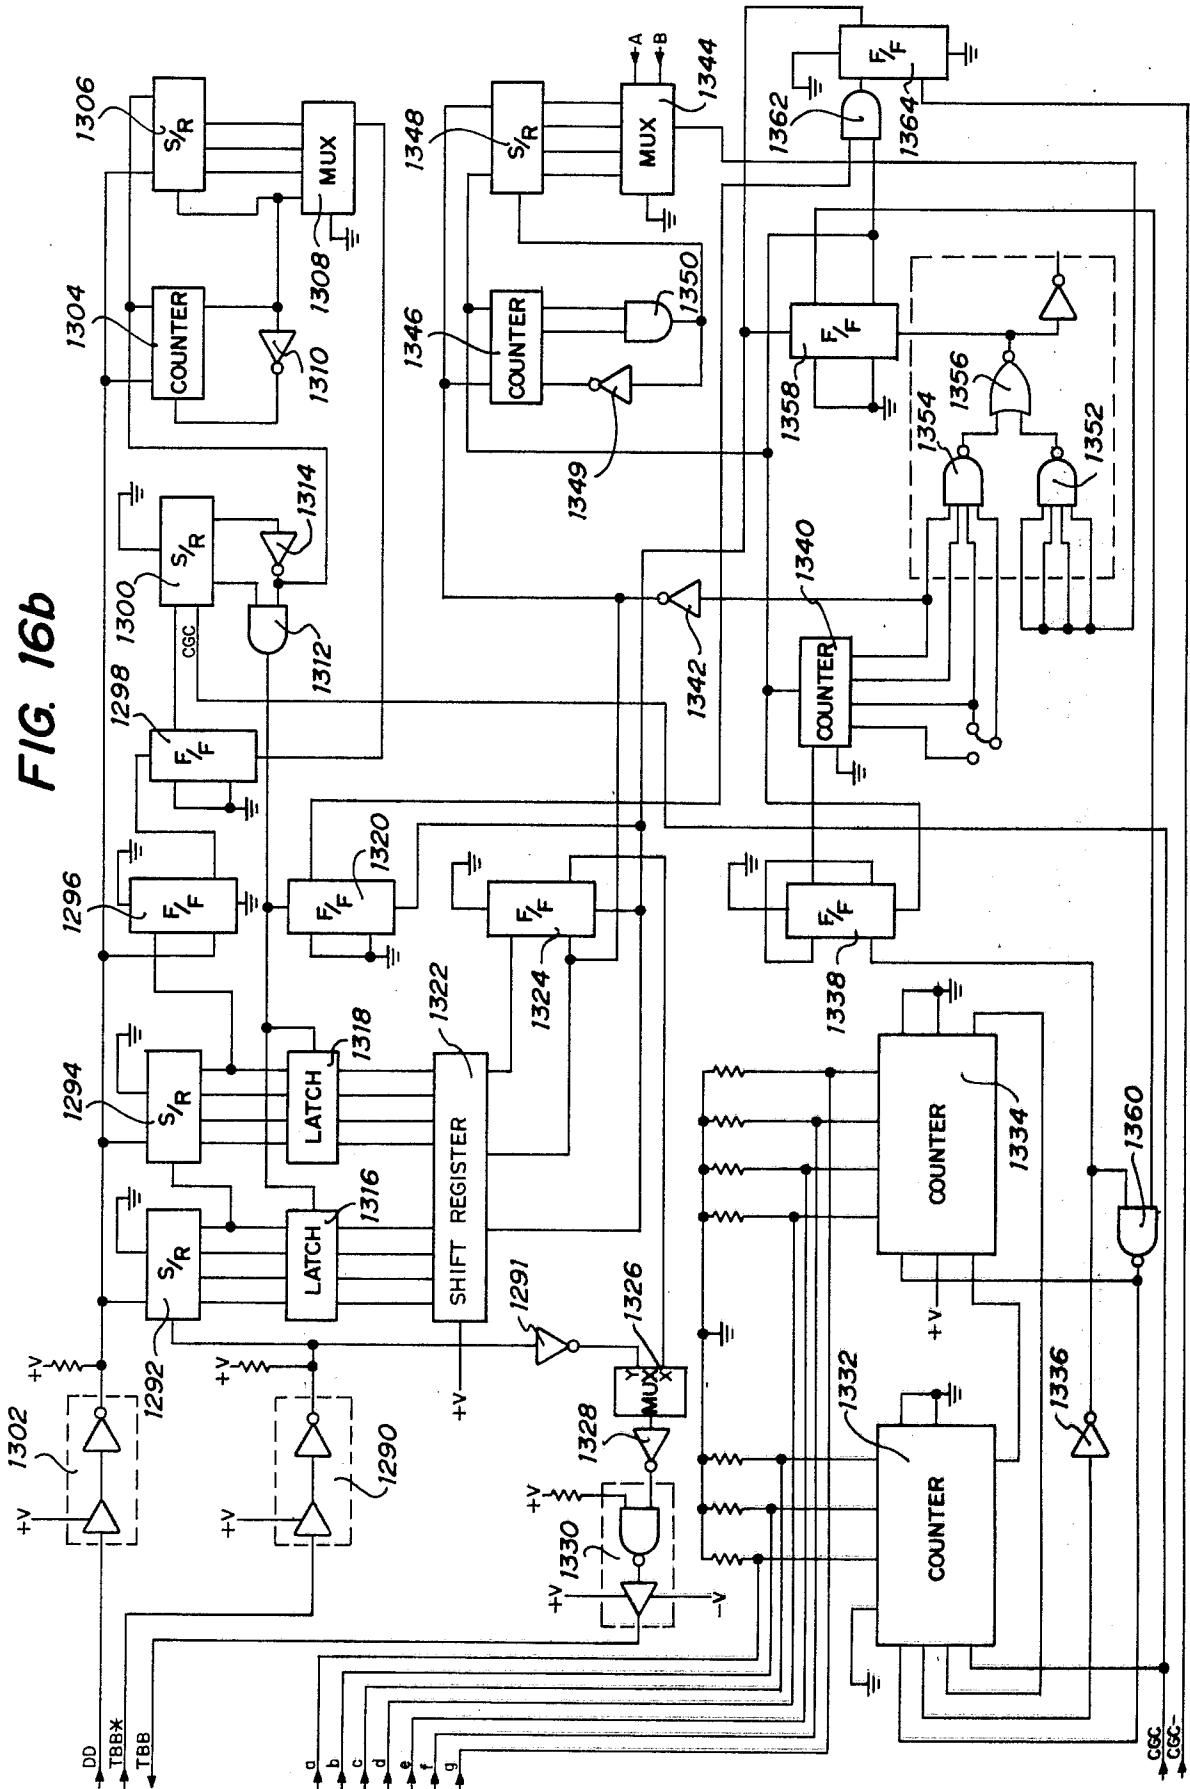 FIG. 16b
DD
TBB*
TBB
a
b
c
d
e
f
g
CGC
CGC-
1302
+V
+V
1290
+V
+V
1292
S/R
1294
S/R
1296
F/F
1298
F/F
1300
S/R
CGC
1304
COUNTER
1306
S/R
1308
MUX
1310
1312
1314
1316
LATCH
1318
LATCH
1320
F/F
1322
SHIFT REGISTER
+V
1324
F/F
1291
1326
Y
MUX
X
1328
1330
+V
+V
-V
1332
COUNTER
1334
COUNTER
+V
1336
1338
F/F
1340
COUNTER
1342
1344
MUX
A
B
1346
COUNTER
1348
S/R
1349
1350
1352
1354
1356
1358
F/F
1360
1362
1364
F/F